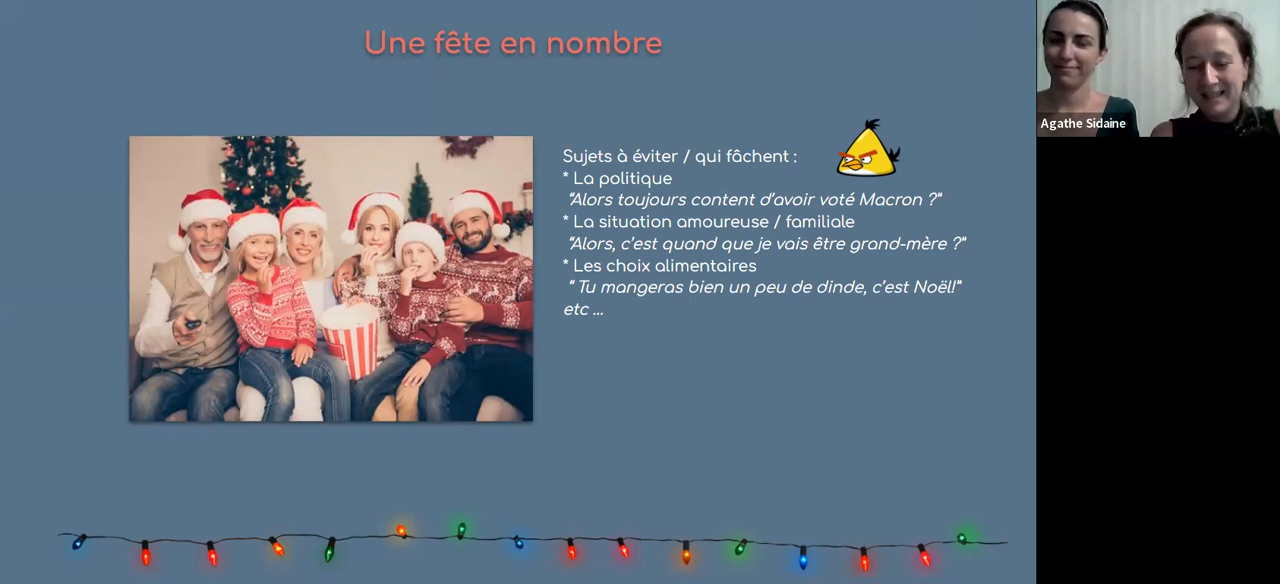 Une fête en nombre
Sujets à éviter / qui fâchent :
* La politique
“Alors toujours content d’avoir voté Macron ?”
* La situation amoureuse / familiale
“Alors, c’est quand que je vais être grand-mère ?”
* Les choix alimentaires
“ Tu mangeras bien un peu de dinde, c’est Noël!”
etc ...
Agathe Sidaine